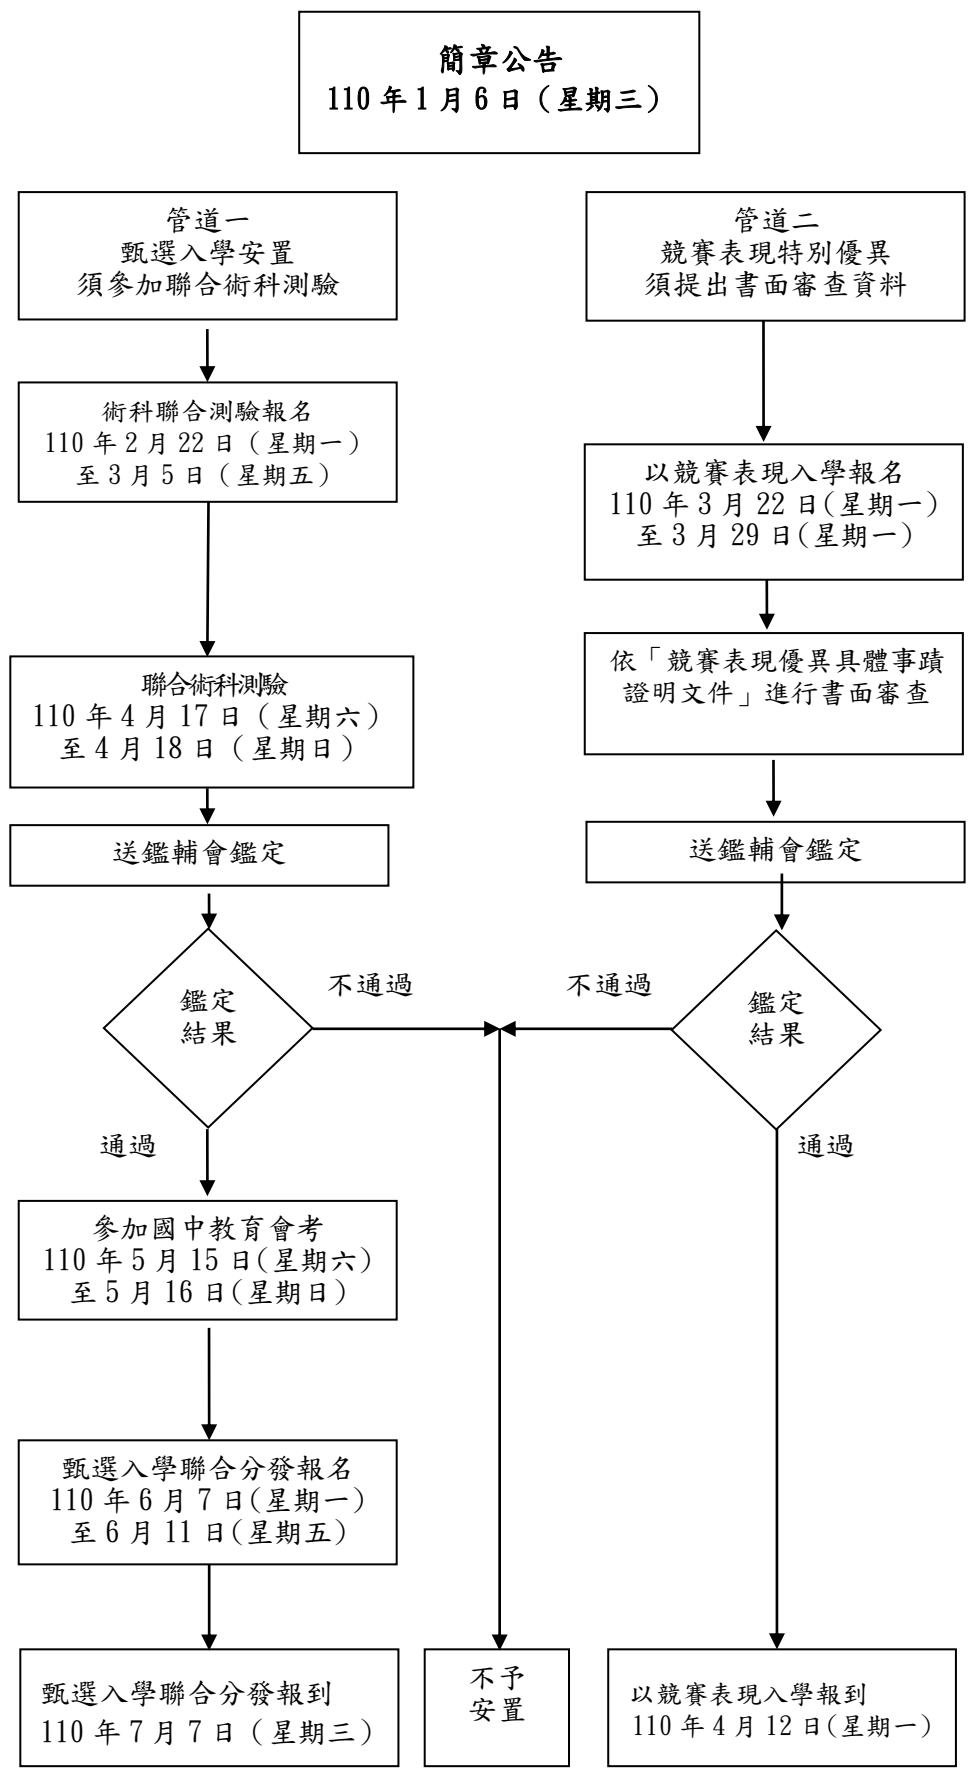 簡章公告
110 年 1 月 6 日（星期三）
管道一
甄選入學安置
須參加聯合術科測驗
管道二
競賽表現特別優異
須提出書面審查資料
術科聯合測驗報名
110 年 2 月 22 日（星期一）
至 3 月 5 日（星期五）
以競賽表現入學報名
110 年 3 月 22 日(星期一)
至 3 月 29 日(星期一)
聯合術科測驗
110 年 4 月 17 日（星期六）
至 4 月 18 日（星期日）
依「競賽表現優異具體事蹟
證明文件」進行書面審查
送鑑輔會鑑定
送鑑輔會鑑定
鑑定
結果
不通過
不通過
鑑定
結果
通過
通過
參加國中教育會考
110 年 5 月 15 日(星期六)
至 5 月 16 日(星期日)
甄選入學聯合分發報名
110 年 6 月 7 日(星期一)
至 6 月 11 日(星期五)
甄選入學聯合分發報到
110 年 7 月 7 日（星期三）
不予
安置
以競賽表現入學報到
110 年 4 月 12 日(星期一)